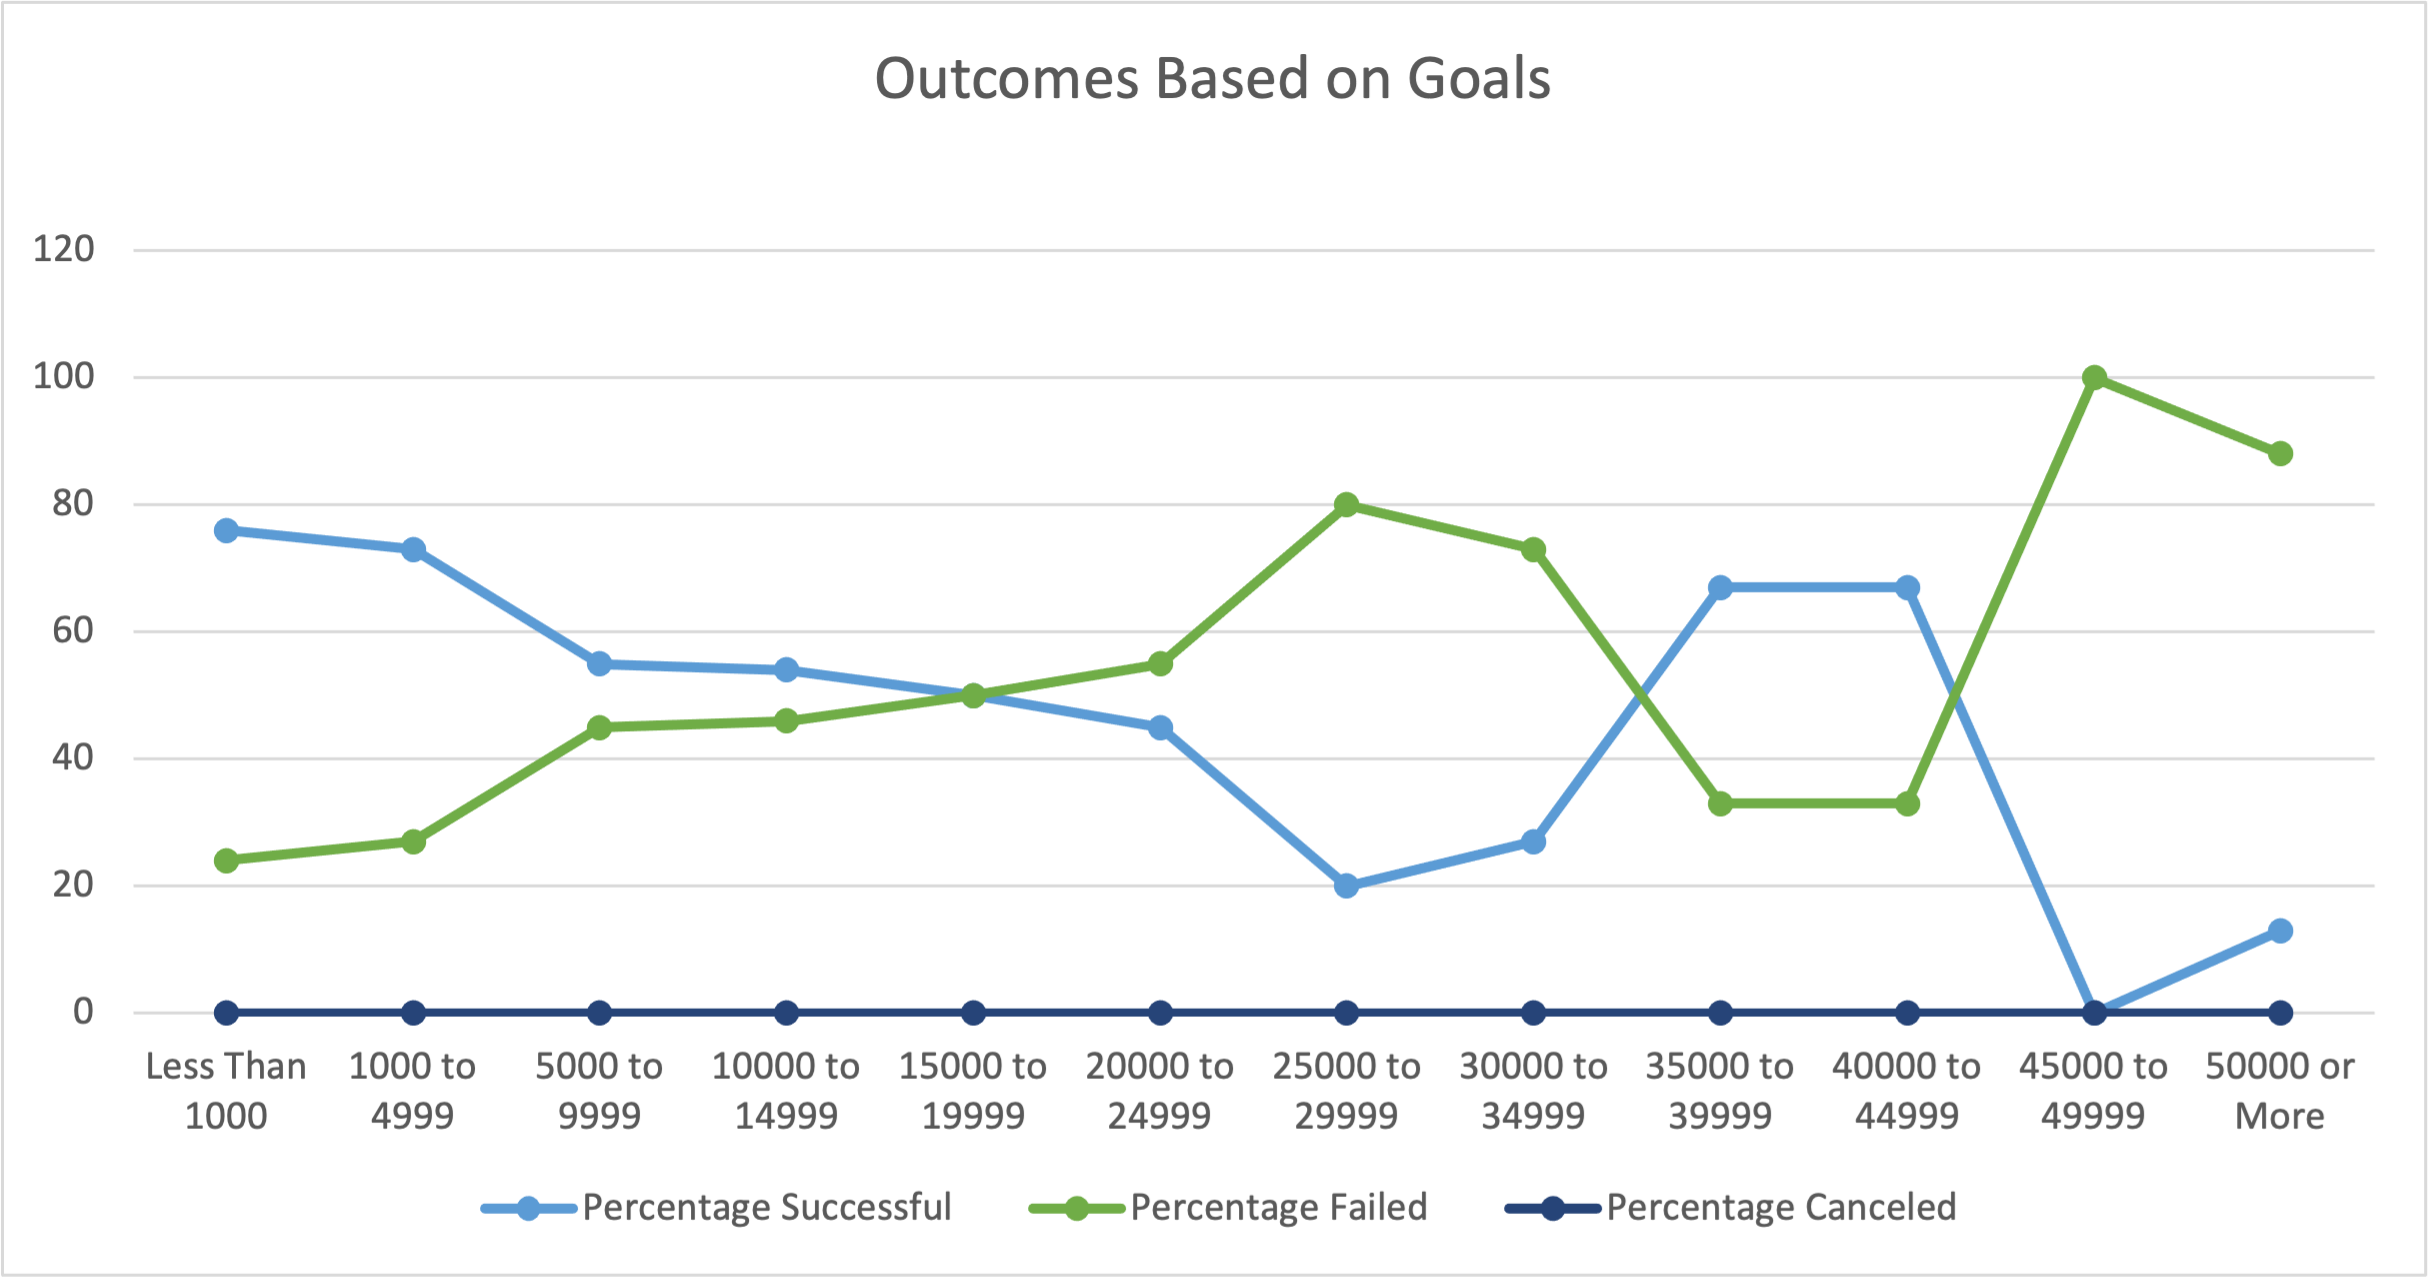 Outcomes Based on Goals
120
100
80
60
40
20
0
Less Than 1000 to 5000 to 10000 to 15000 to 20000 to 25000 to 30000 to 35000 to 40000 to 45000 to 50000 or
1000 4999 9999 14999 19999 24999 29999 34999 39999 44999 49999 More
Percentage Successful Percentage Failed Percentage Canceled